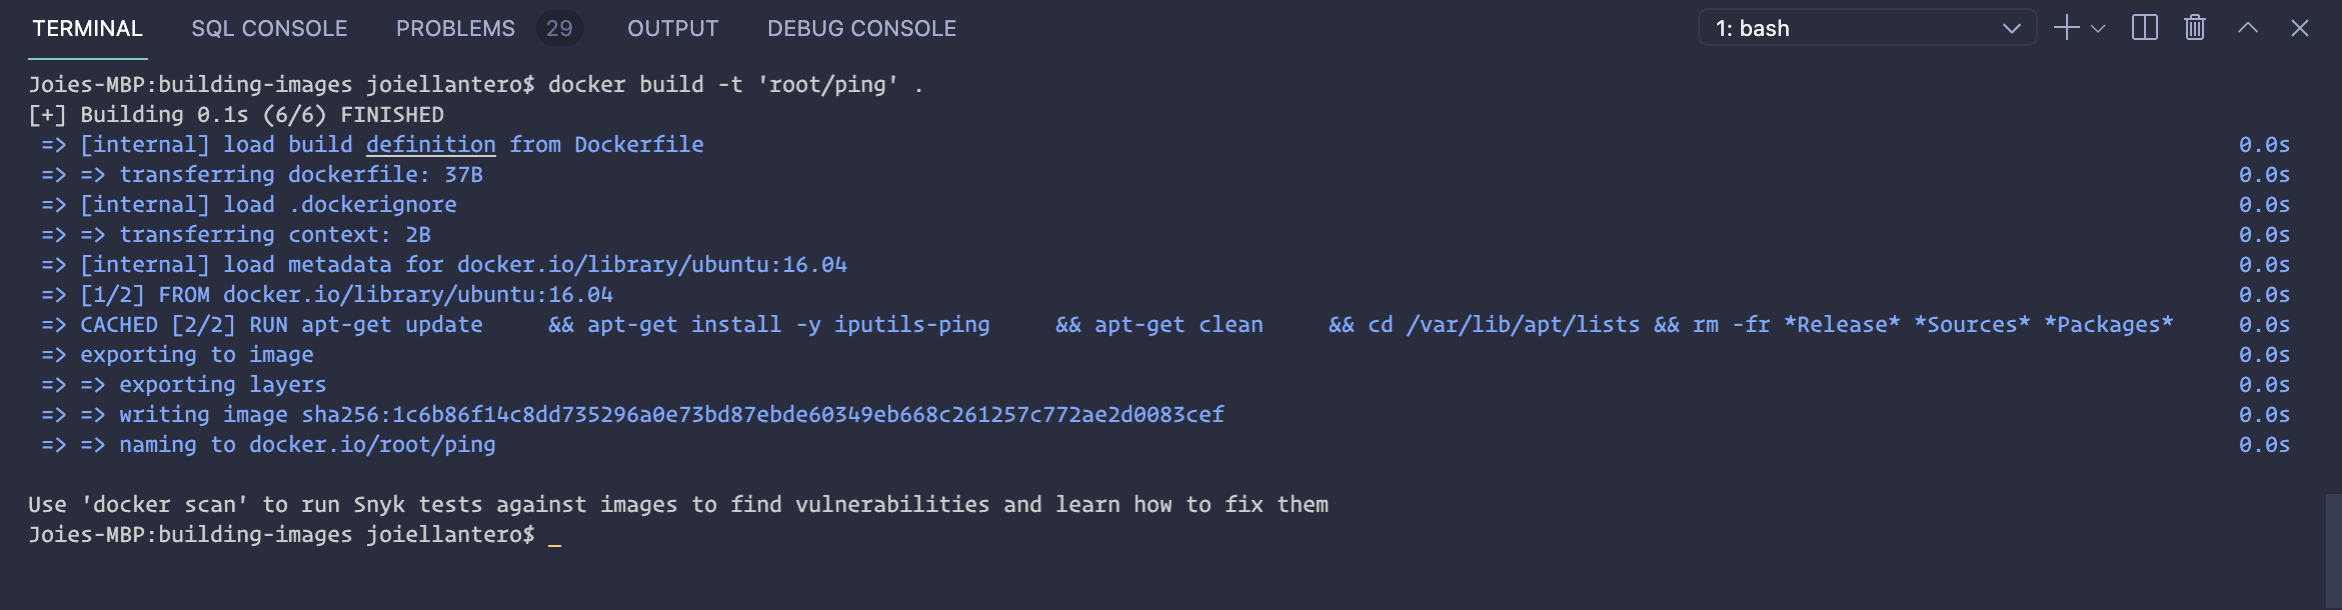 TERMINAL SQL CONSOLE PROBLEMS 29 OUTPUT DEBUG CONSOLE 1: bash
Joies-MBP:building-images joiellantero$ docker build -t 'root/ping' .
[+] Building 0.1s (6/6) FINISHED
=> [internal] load build definition from Dockerfile 0.0s
=> => transferring dockerfile: 37B 0.0s
=> [internal] load .dockerignore 0.0s
=> => transferring context: 2B 0.0s
=> [internal] load metadata for docker.io/library/ubuntu:16.04 0.0s
=> [1/2] FROM docker.io/library/ubuntu:16.04 0.0s
=> CACHED [2/2] RUN apt-get update     && apt-get install -y iputils-ping     && apt-get clean     && cd /var/lib/apt/lists && rm -fr *Release* *Sources* *Packages* 0.0s
=> exporting to image 0.0s
=> => exporting layers 0.0s
=> => writing image sha256:1c6b86f14c8dd735296a0e73bd87ebde60349eb668c261257c772ae2d0083cef 0.0s
=> => naming to docker.io/root/ping 0.0s
Use 'docker scan' to run Snyk tests against images to find vulnerabilities and learn how to fix them
Joies-MBP:building-images joiellantero$ _